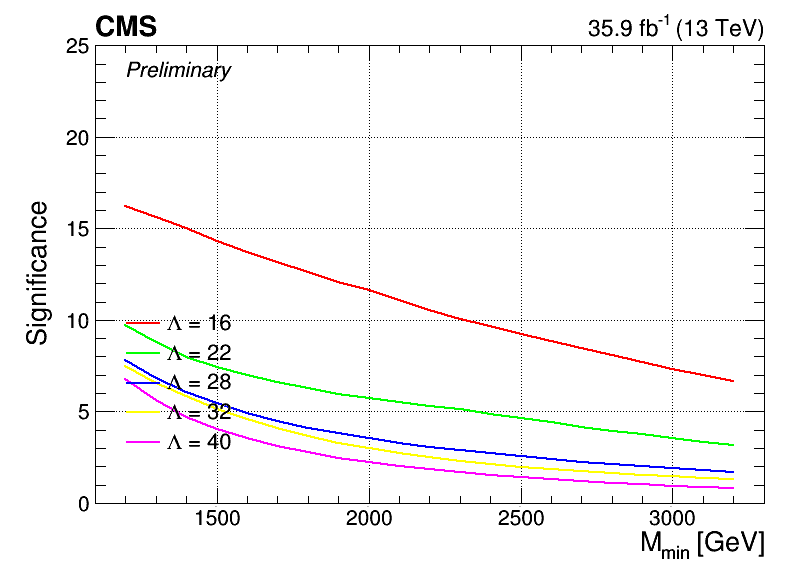 CMS
35.9 fb⁻¹ (13 TeV)
Preliminary
25
20
15
10
5
0
Significance
Λ = 16
Λ = 22
Λ = 28
Λ = 32
Λ = 40
1500 2000 2500 3000
M_min [GeV]